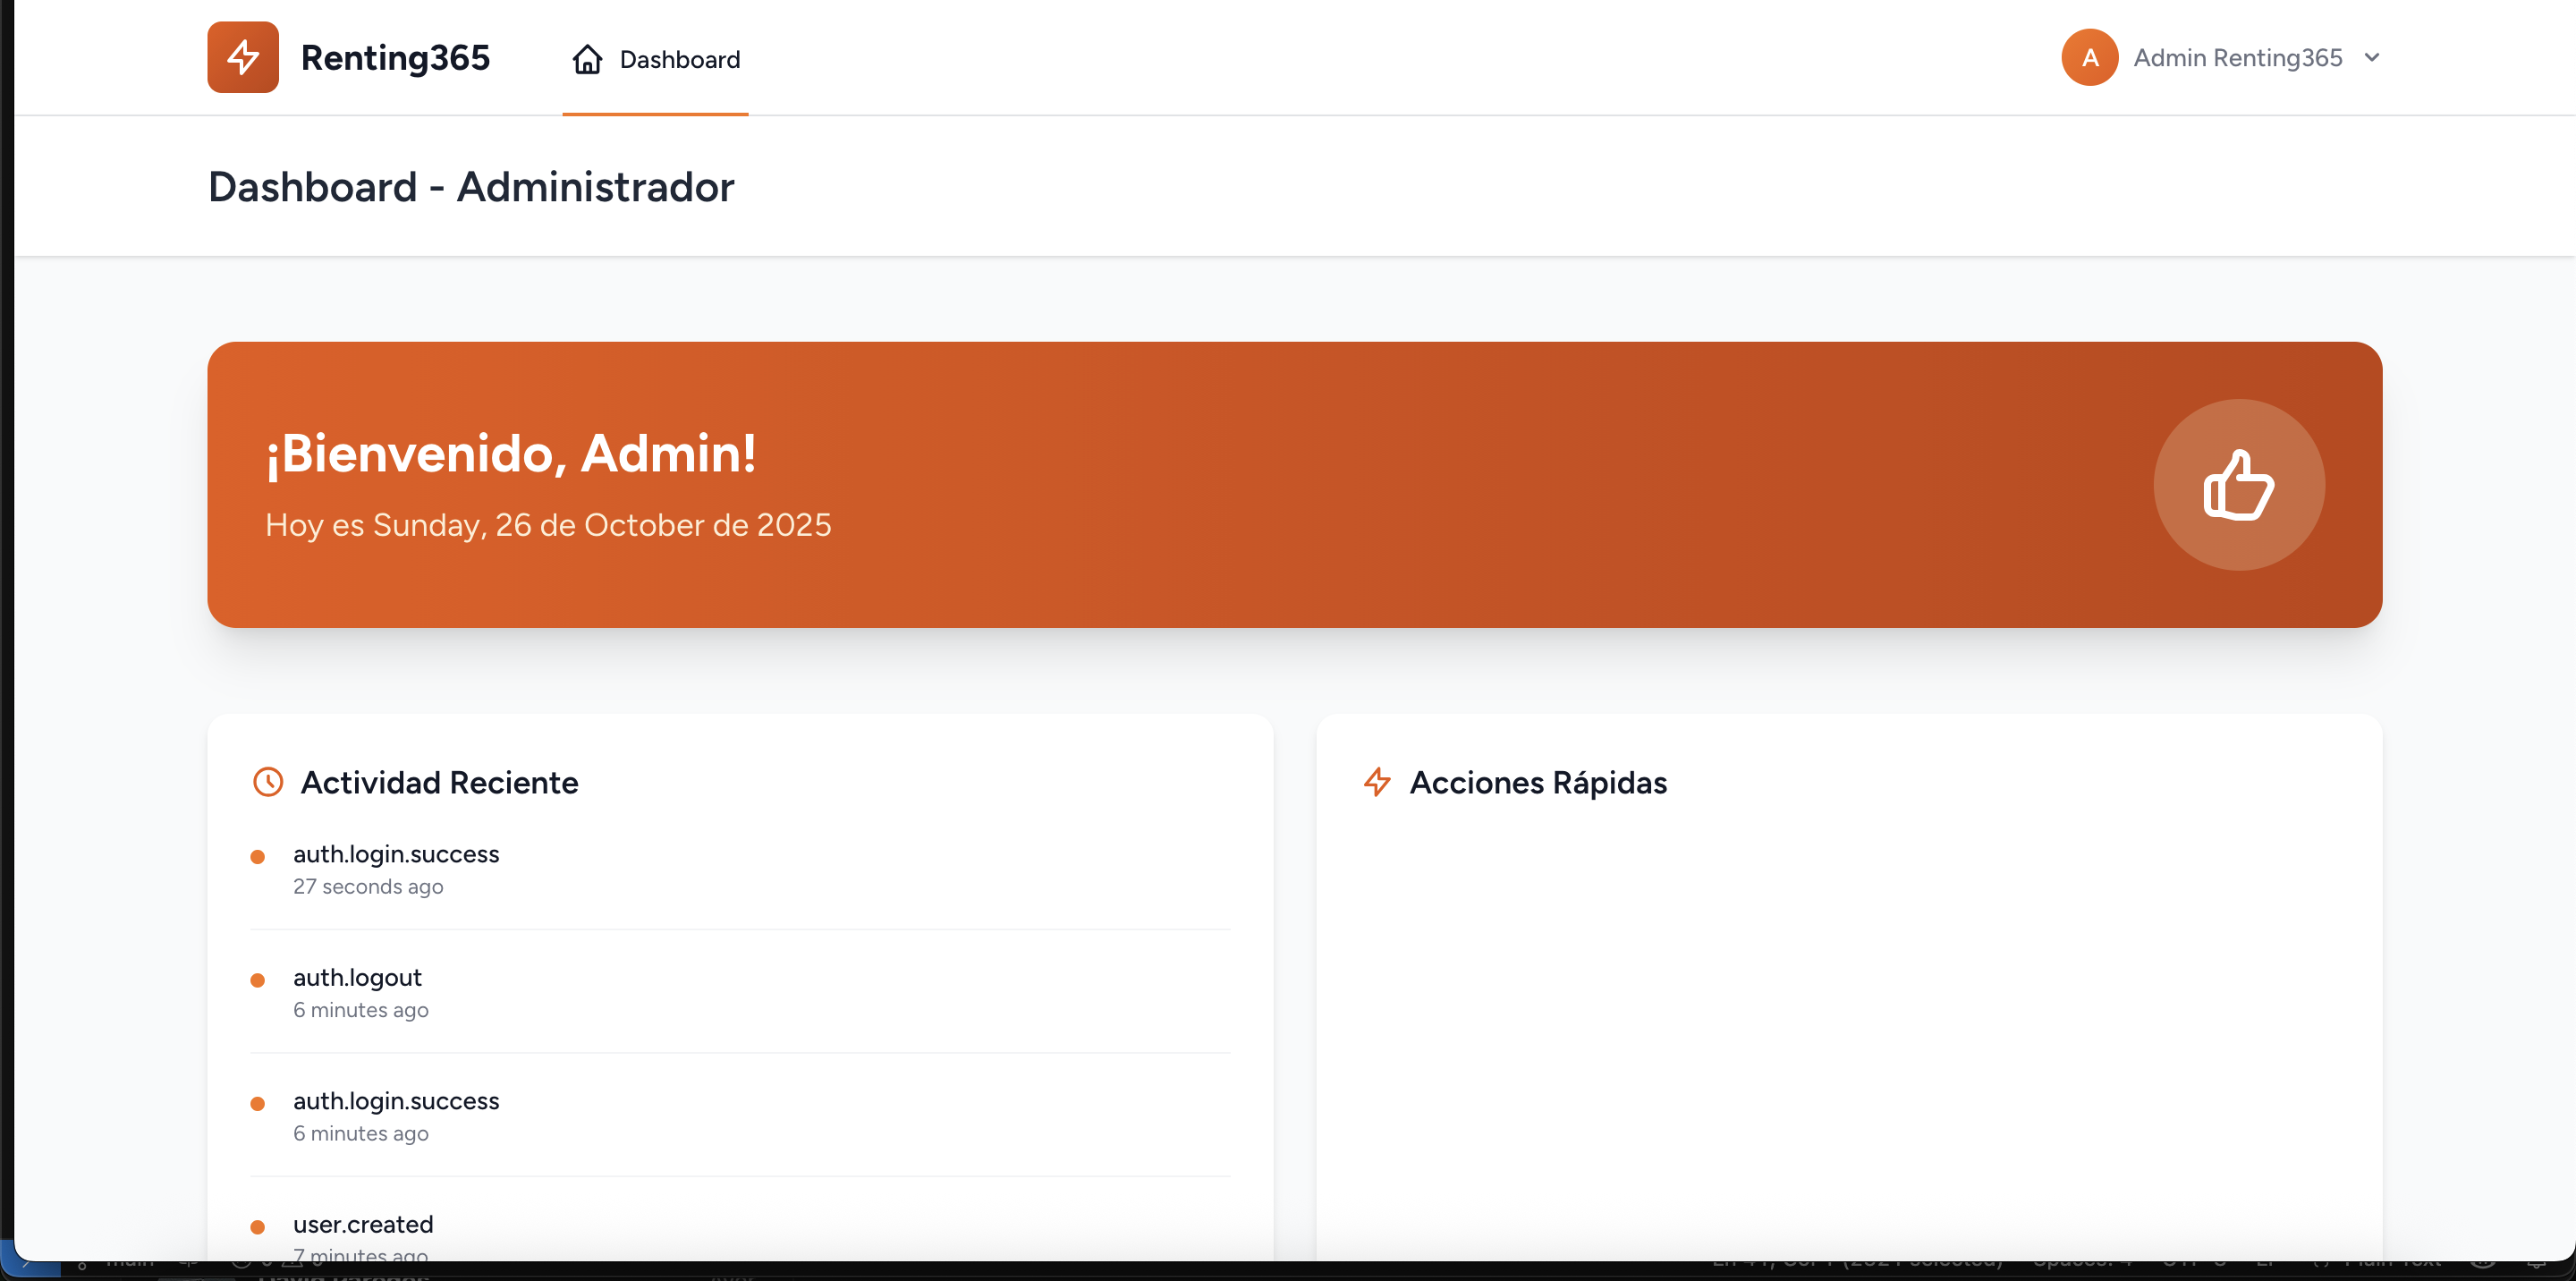 Renting365
Dashboard
A
Admin Renting365
Dashboard - Administrador
¡Bienvenido, Admin!
Hoy es Sunday, 26 de October de 2025
Actividad Reciente
auth.login.success
27 seconds ago
auth.logout
6 minutes ago
auth.login.success
6 minutes ago
user.created
7 minutes ago
Acciones Rápidas
main